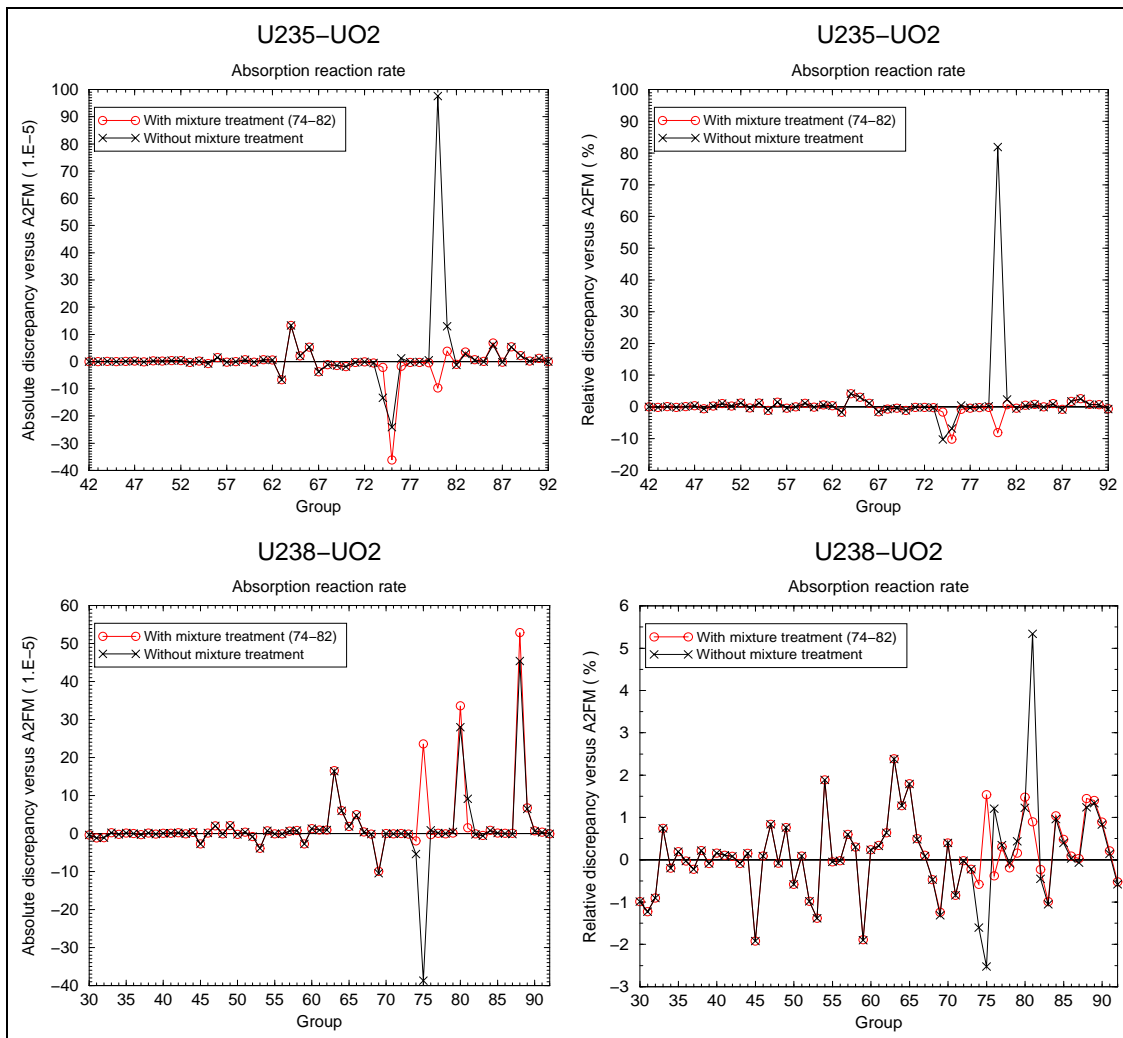 U235−UO2
Absorption reaction rate
Absolute discrepancy versus A2FM ( 1.E−5)
100
90
80
70
60
50
40
30
20
10
0
−10
−20
−30
−40
With mixture treatment (74−82)
Without mixture treatment
42 47 52 57 62 67 72 77 82 87 92
Group
U235−UO2
Absorption reaction rate
Relative discrepancy versus A2FM ( % )
100
90
80
70
60
50
40
30
20
10
0
−10
−20
With mixture treatment (74−82)
Without mixture treatment
42 47 52 57 62 67 72 77 82 87 92
Group
U238−UO2
Absorption reaction rate
Absolute discrepancy versus A2FM ( 1.E−5)
60
50
40
30
20
10
0
−10
−20
−30
−40
With mixture treatment (74−82)
Without mixture treatment
30 35 40 45 50 55 60 65 70 75 80 85 90
Group
U238−UO2
Absorption reaction rate
Relative discrepancy versus A2FM ( % )
6
5
4
3
2
1
0
−1
−2
−3
With mixture treatment (74−82)
Without mixture treatment
30 35 40 45 50 55 60 65 70 75 80 85 90
Group